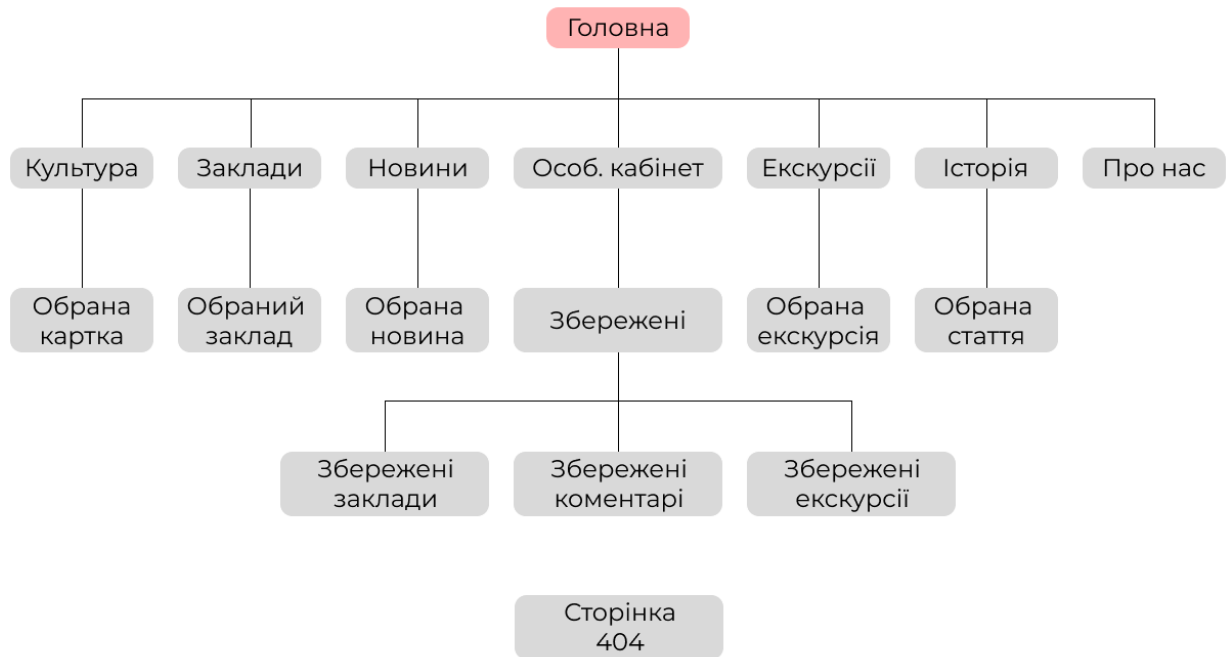 Головна
Культура
Заклади
Новини
Особ. кабінет
Екскурсії
Історія
Про нас
Обрана
картка
Обраний
заклад
Обрана
новина
Збережені
Обрана
екскурсія
Обрана
стаття
Збережені
заклади
Збережені
коментарі
Збережені
екскурсії
Сторінка
404